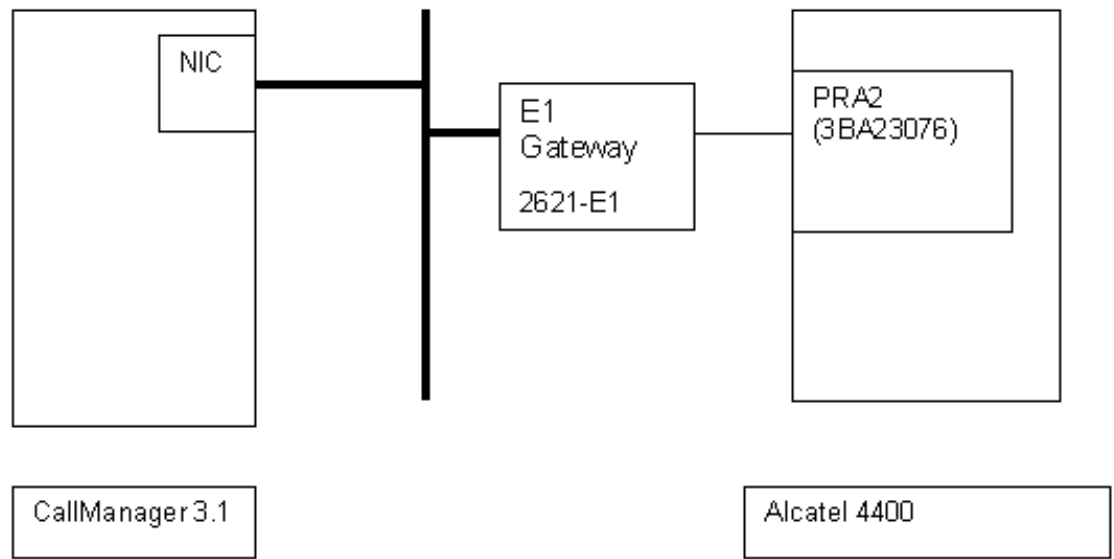 NIC
E1
Gateway
2621-E1
PRA2
(3BA23076)
CallManager 3.1
Alcatel 4400